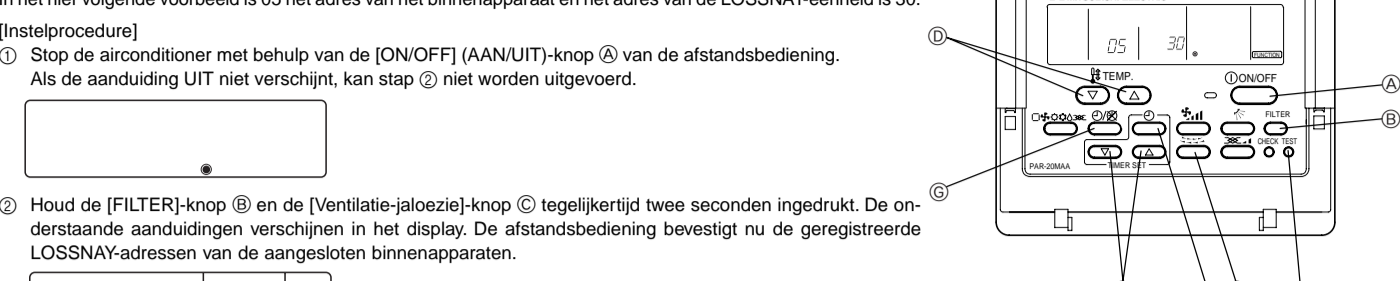 In het hier volgende voorbeeld is 05 het adres van het binnenapparaat en het adres van de LOSSNAY-eenheid is 30.
[Instelprocedure]
① Stop de airconditioner met behulp van de [ON/OFF] (AAN/UIT)-knop Ⓐ van de afstandsbediening.
Als de aanduiding UIT niet verschijnt, kan stap ② niet worden uitgevoerd.
② Houd de [FILTER]-knop Ⓑ en de [Ventilatie-jaloezie]-knop Ⓒ tegelijkertijd twee seconden ingedrukt. De on-
derstaande aanduidingen verschijnen in het display. De afstandsbediening bevestigt nu de geregistreerde
LOSSNAY-adressen van de aangesloten binnenapparaten.
05 30
FUNCTION
Ⓓ
TEMP.
ON/OFF
Ⓐ
FILTER
Ⓑ
CHECK TEST
PAR-20MAA
TIMER SET
Ⓖ